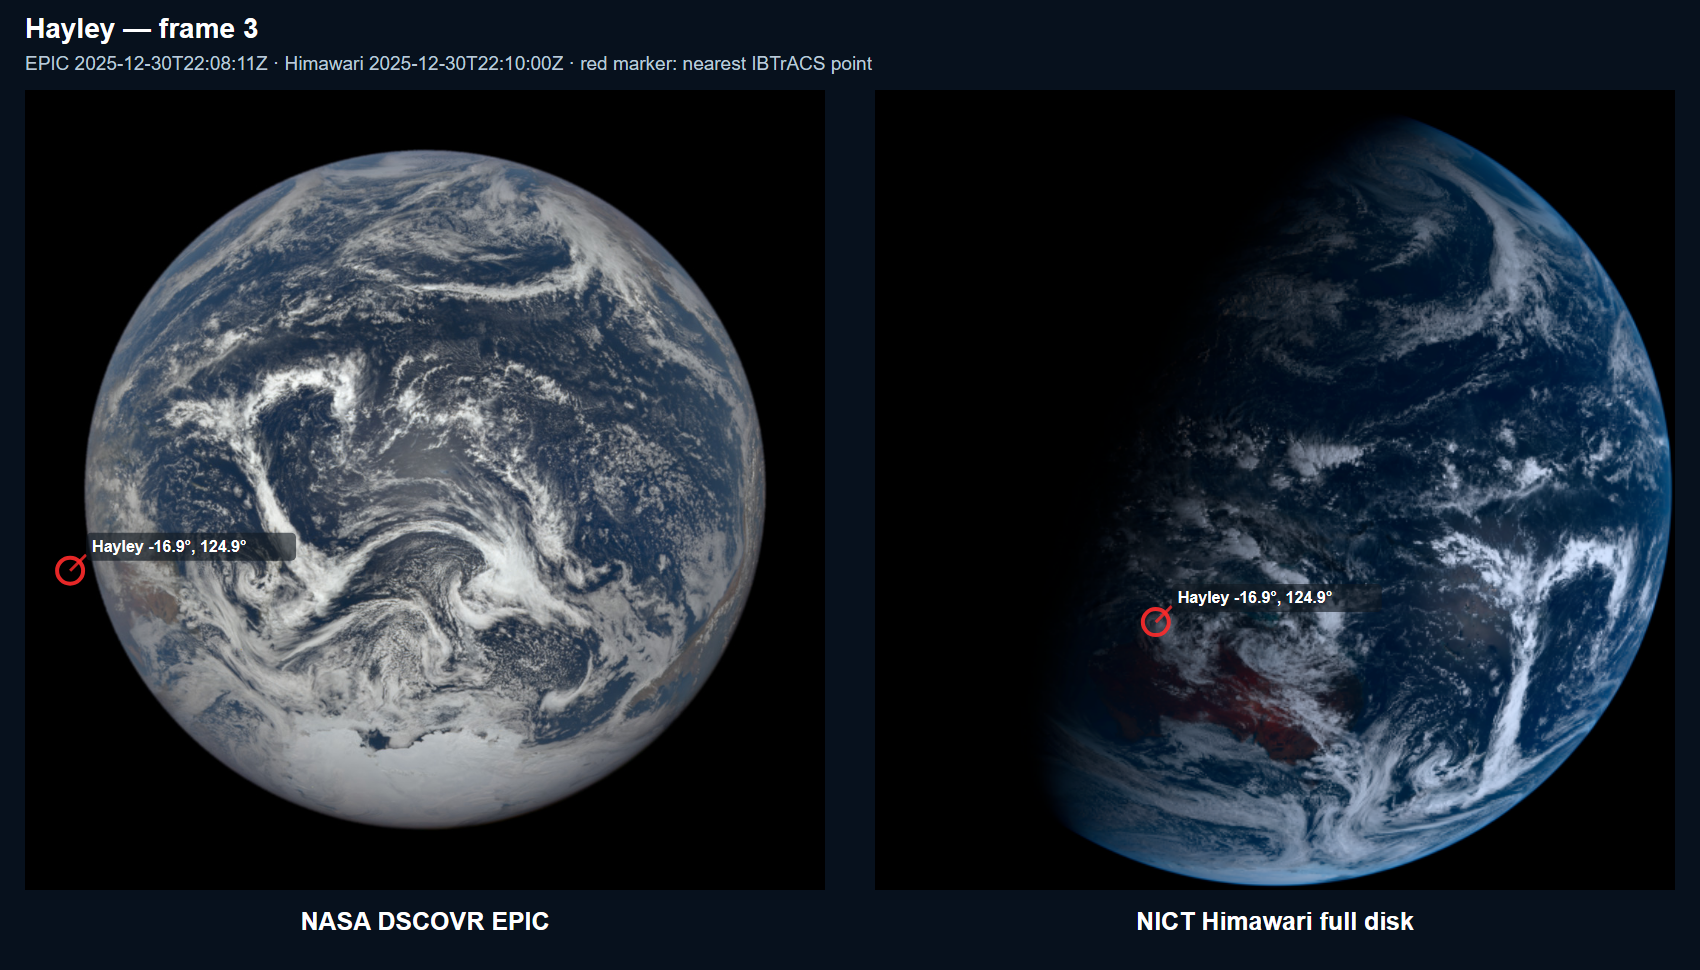 Hayley — frame 3
EPIC 2025-12-30T22:08:11Z · Himawari 2025-12-30T22:10:00Z · red marker: nearest IBTrACS point
Hayley -16.9°, 124.9°
Hayley -16.9°, 124.9°
NASA DSCOVR EPIC
NICT Himawari full disk